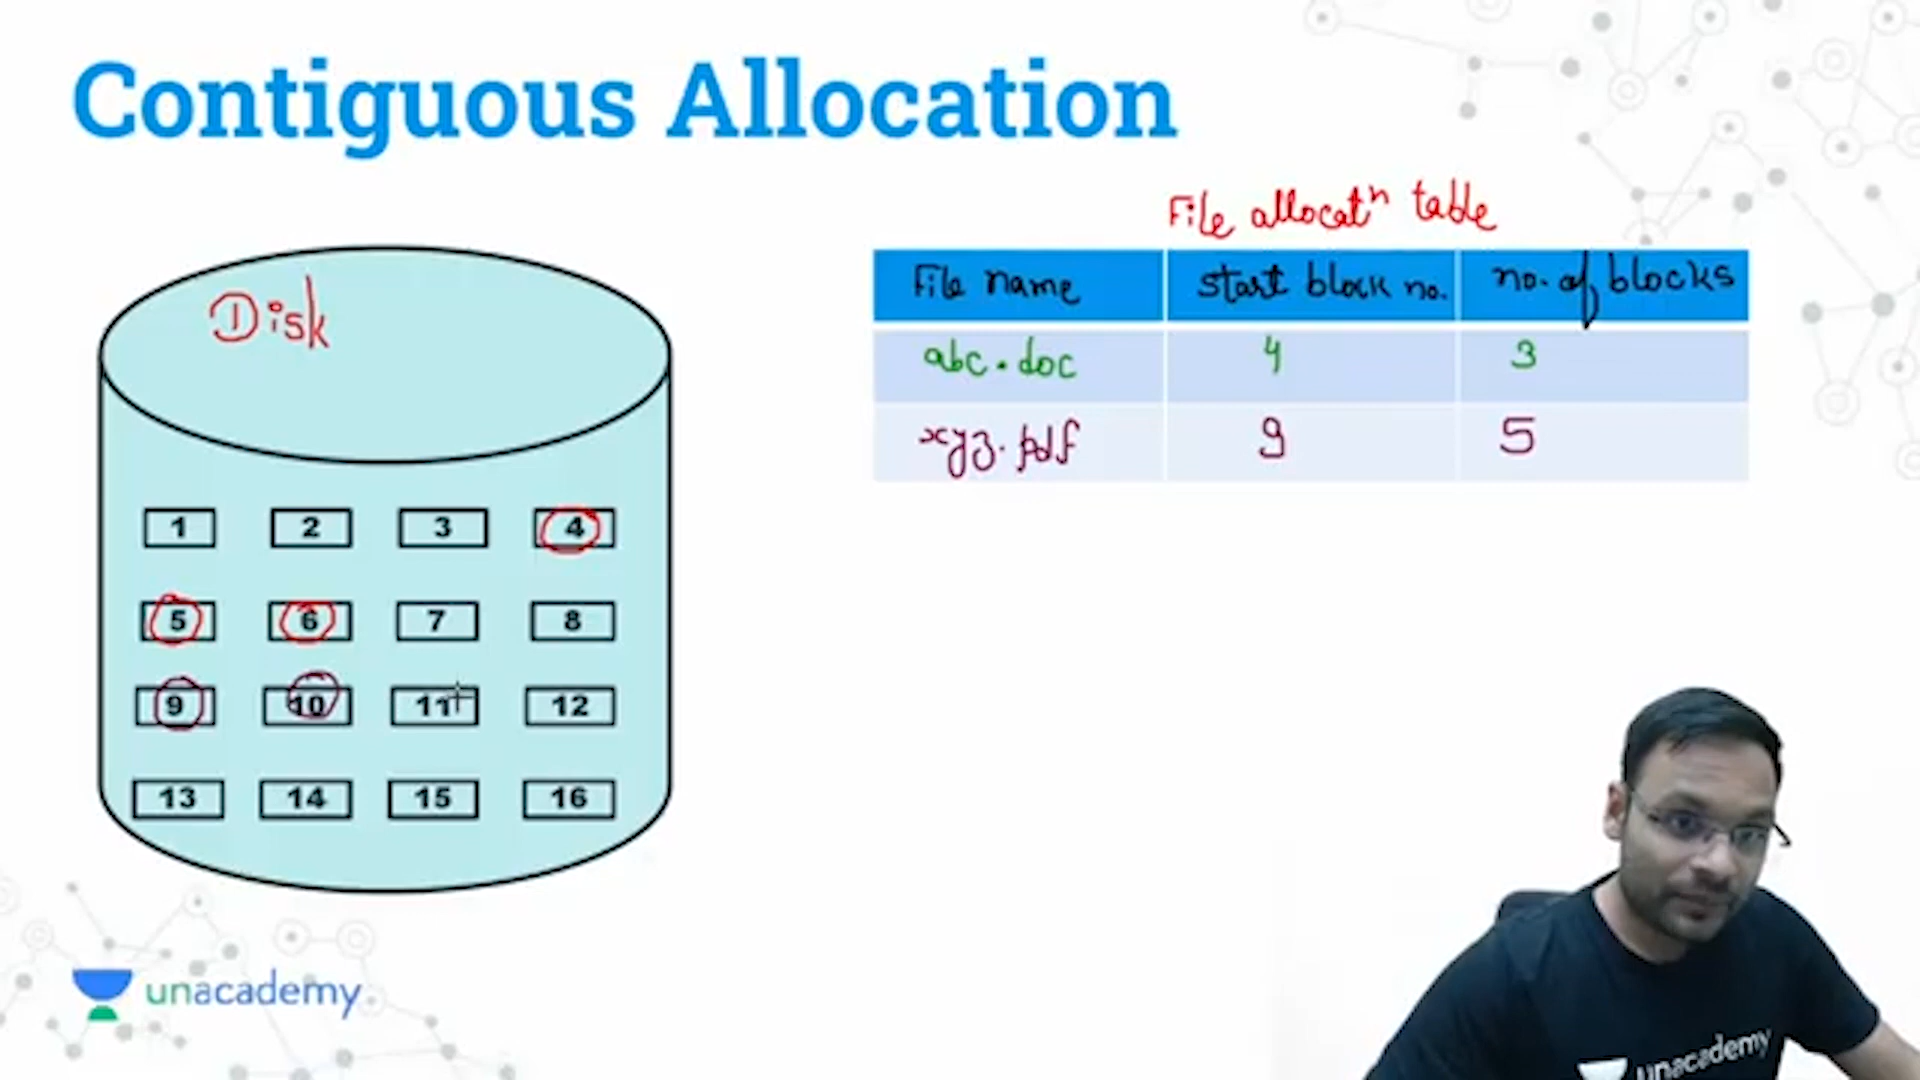 Contiguous Allocation
File allocatn table
File name start block no. no. of blocks
abc.doc 4 3
xyz.pdf 9 5
Disk
1 2 3 4
5 6 7 8
9 10 11 12
13 14 15 16
unacademy
unacademy